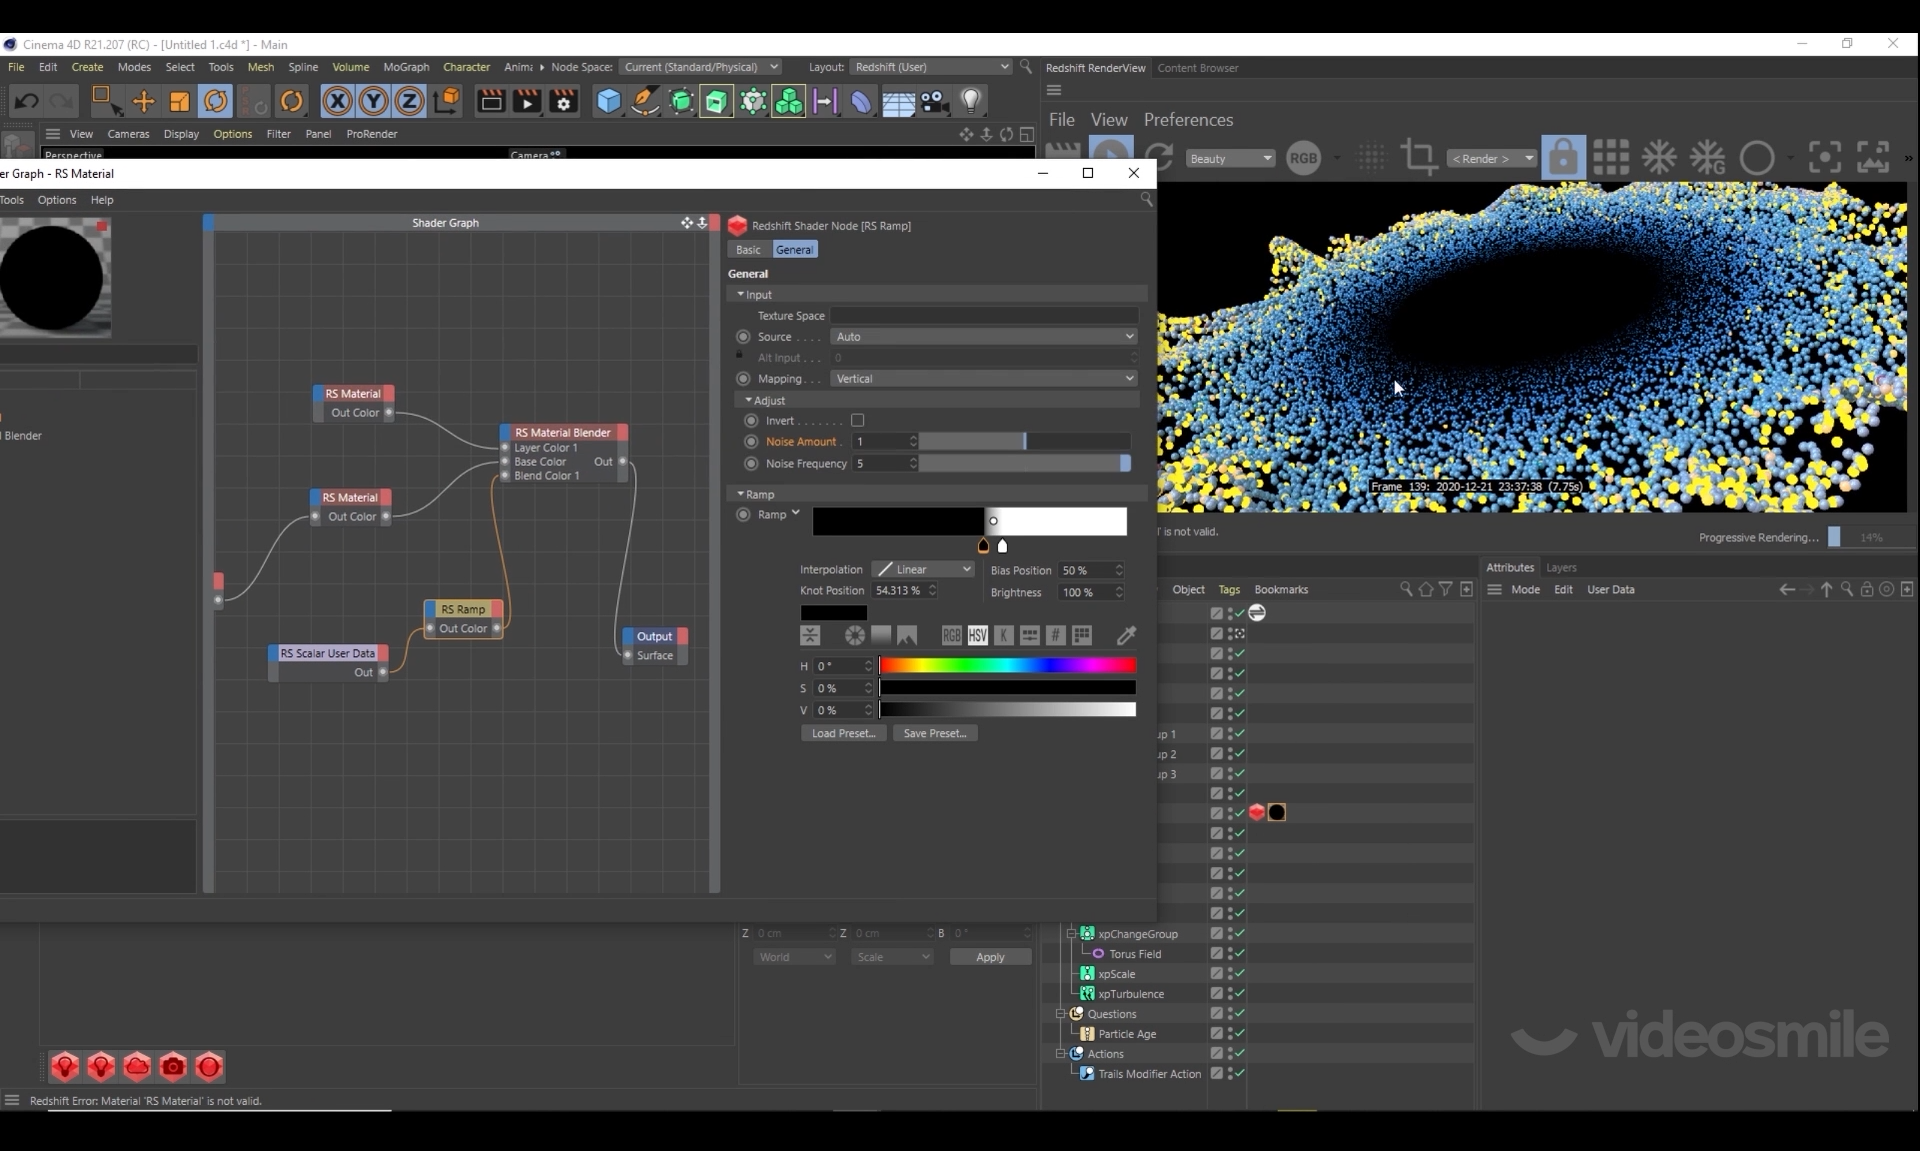 Cinema 4D R21.207 (RC) - [Untitled 1.c4d *] - Main
File Edit Create Modes Select Tools Mesh Spline Volume MoGraph Character Anima Node Space: Current (Standard/Physical) Layout: Redshift (User)
Redshift RenderView Content Browser
View Cameras Display Options Filter Panel ProRender
File View Preferences
Perspective Camera
Beauty RGB < Render >
er Graph - RS Material
Tools Options Help
Shader Graph
Redshift Shader Node [RS Ramp]
Basic General
General
Input
Texture Space
Source . . . . Auto
Alt Input . . . 0
Mapping . . . Vertical
Adjust
Invert . . . . . . .
Noise Amount . 1
Noise Frequency 5
Ramp
Ramp
Interpolation Linear Bias Position 50 %
Knot Position 54.313 % Brightness 100 %
RGB HSV K #
H 0 °
S 0 %
V 0 %
Load Preset... Save Preset...
l Blender
RS Material
Out Color
RS Material Blender
Layer Color 1
Base Color Out
Blend Color 1
RS Material
Out Color
RS Ramp
Out Color
RS Scalar User Data
Out
Output
Surface
Frame 139: 2020-12-21 23:37:38 (7.75s)
' is not valid.
Progressive Rendering... 14%
Attributes Layers
Object Tags Bookmarks
Mode Edit User Data
up 1
up 2
up 3
xpChangeGroup
Torus Field
xpScale
xpTurbulence
Questions
Particle Age
Actions
Trails Modifier Action
Z 0 cm Z 0 cm B 0 °
World Scale Apply
videosmile
Redshift Error: Material 'RS Material' is not valid.